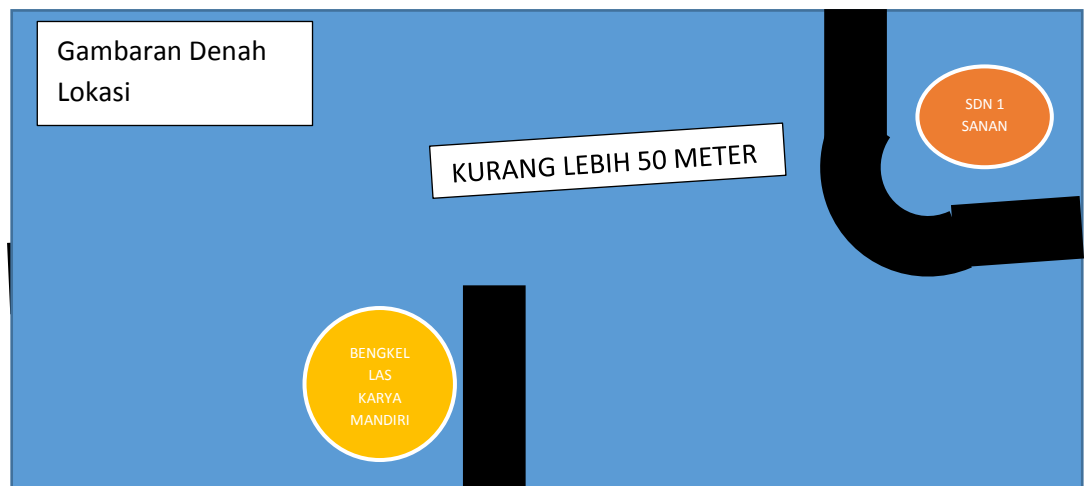 Gambaran Denah
Lokasi
KURANG LEBIH 50 METER
SDN 1
SANAN
BENGKEL
LAS
KARYA
MANDIRI